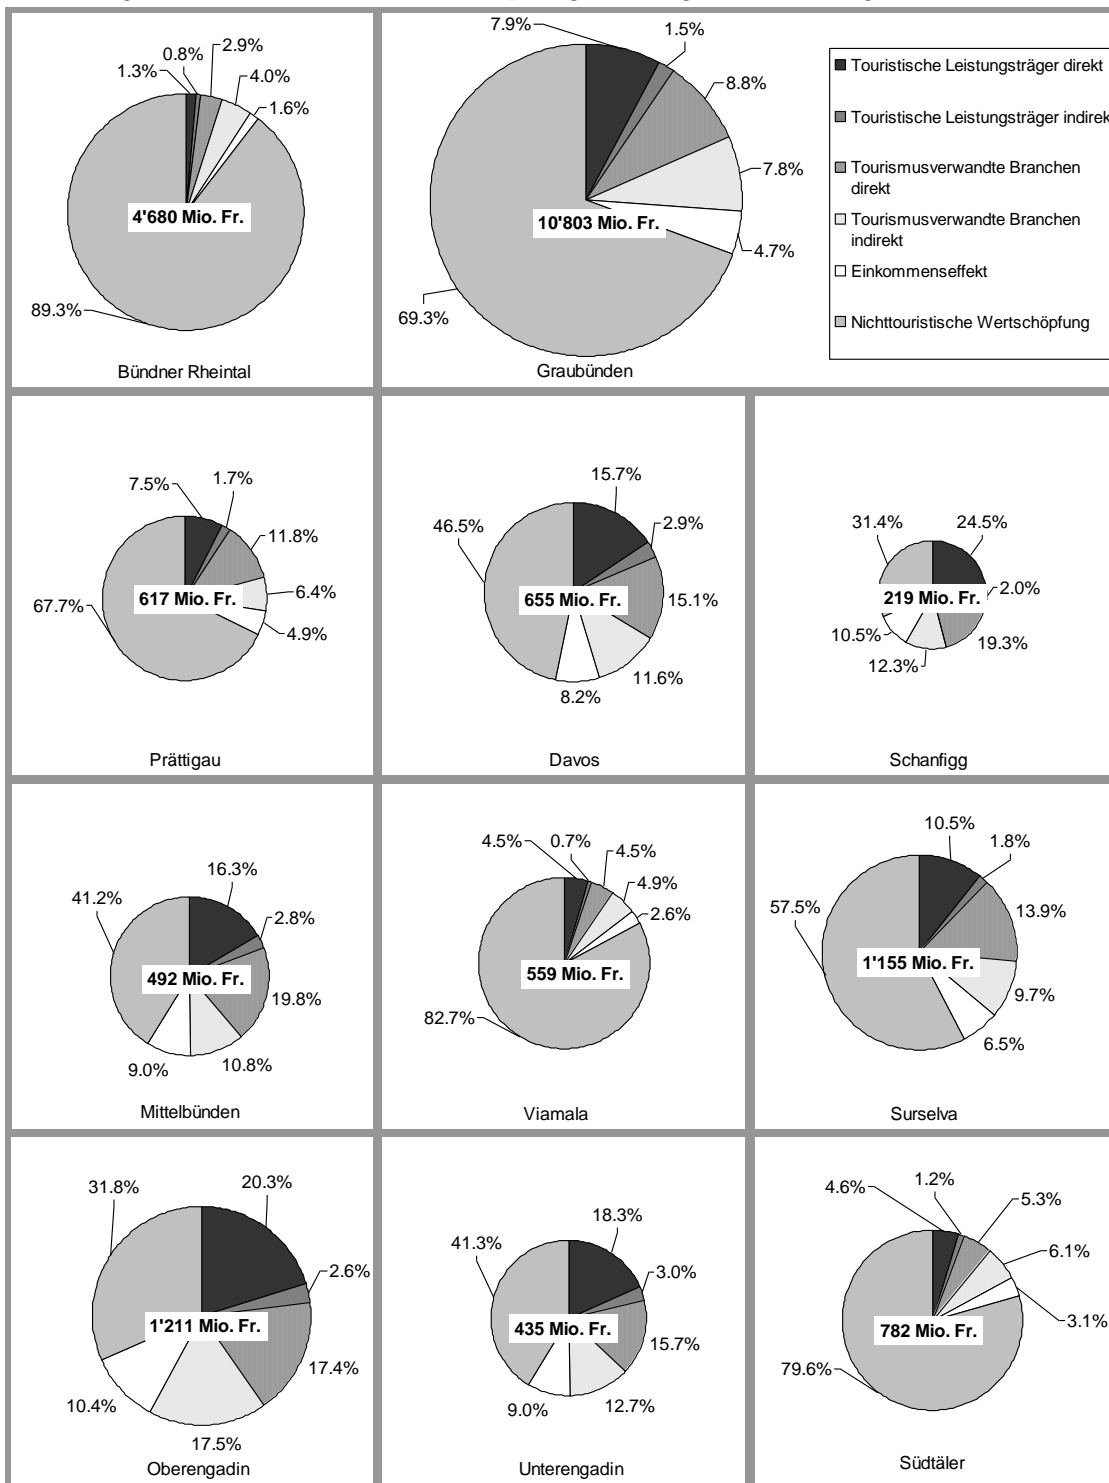 0.8%
2.9%
1.3%
4.0%
1.6%
4'680 Mio. Fr.
89.3%
Bündner Rheintal
7.9%
1.5%
8.8%
7.8%
10'803 Mio. Fr.
4.7%
69.3%
Graubünden
Touristische Leistungsträger direkt
Touristische Leistungsträger indirekt
Tourismusverwandte Branchen
direkt
Tourismusverwandte Branchen
indirekt
Einkommenseffekt
Nichttouristische Wertschöpfung
7.5%
1.7%
11.8%
6.4%
617 Mio. Fr.
67.7%
4.9%
Prättigau
15.7%
46.5%
2.9%
655 Mio. Fr.
15.1%
11.6%
8.2%
Davos
31.4%
24.5%
219 Mio. Fr.
2.0%
10.5%
19.3%
12.3%
Schanfigg
16.3%
41.2%
2.8%
492 Mio. Fr.
19.8%
10.8%
9.0%
Mittelbünden
4.5%
0.7%
4.5%
4.9%
2.6%
559 Mio. Fr.
82.7%
Viamala
10.5%
1.8%
57.5%
13.9%
1'155 Mio. Fr.
9.7%
6.5%
Surselva
31.8%
20.3%
2.6%
1'211 Mio. Fr.
17.4%
10.4%
17.5%
Oberengadin
18.3%
41.3%
3.0%
435 Mio. Fr.
15.7%
9.0%
12.7%
Unterengadin
4.6%
1.2%
5.3%
6.1%
3.1%
782 Mio. Fr.
79.6%
Südtäler